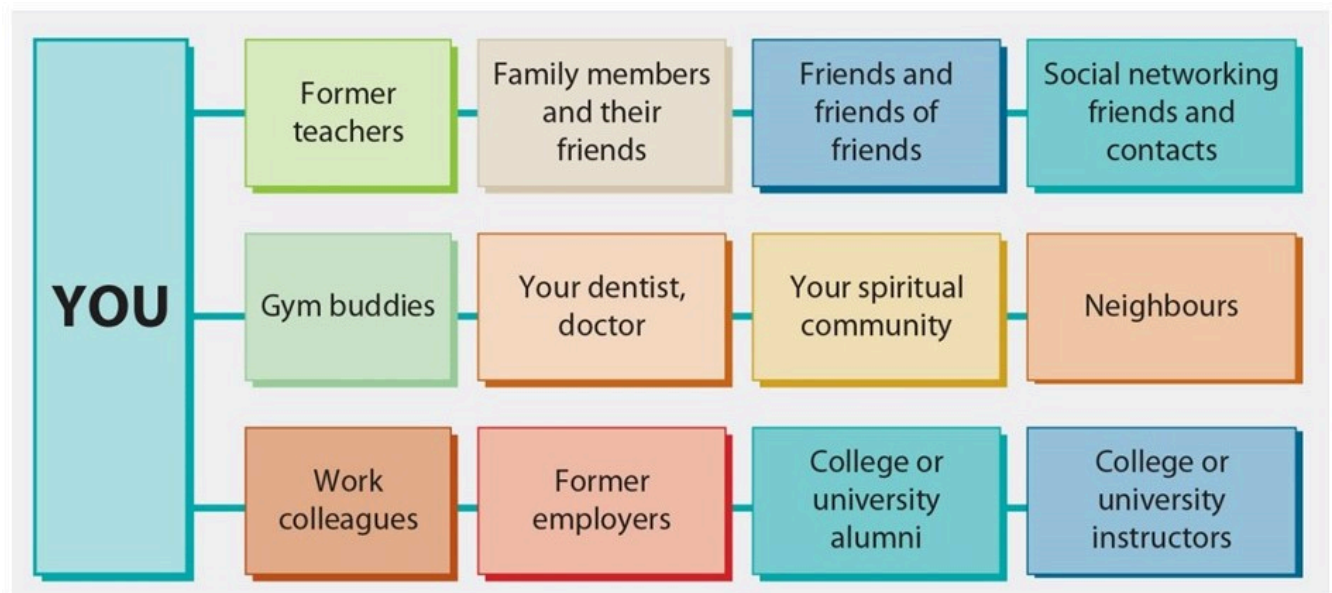 YOU
Former
teachers
Family members
and their
friends
Friends and
friends of
friends
Social networking
friends and
contacts
Gym buddies
Your dentist,
doctor
Your spiritual
community
Neighbours
Work
colleagues
Former
employers
College or
university
alumni
College or
university
instructors